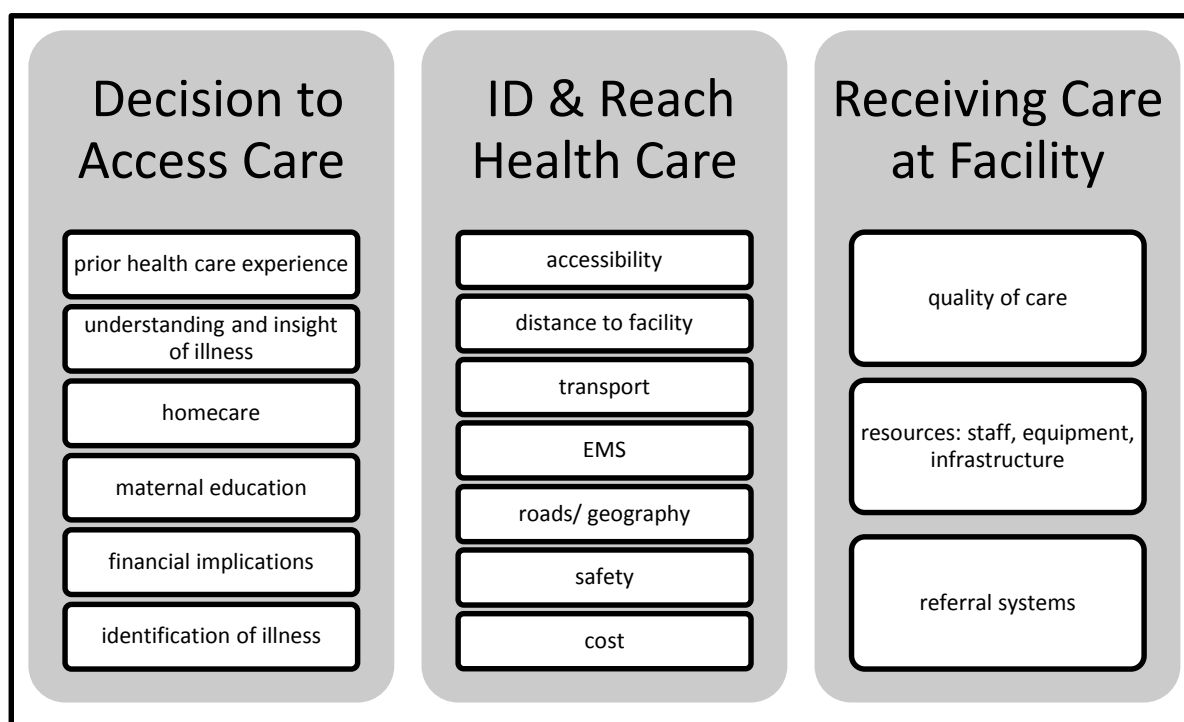 Decision to
Access Care
prior health care experience
understanding and insight
of illness
homecare
maternal education
financial implications
identification of illness
ID & Reach
Health Care
accessibility
distance to facility
transport
EMS
roads/ geography
safety
cost
Receiving Care
at Facility
quality of care
resources: staff, equipment,
infrastructure
referral systems